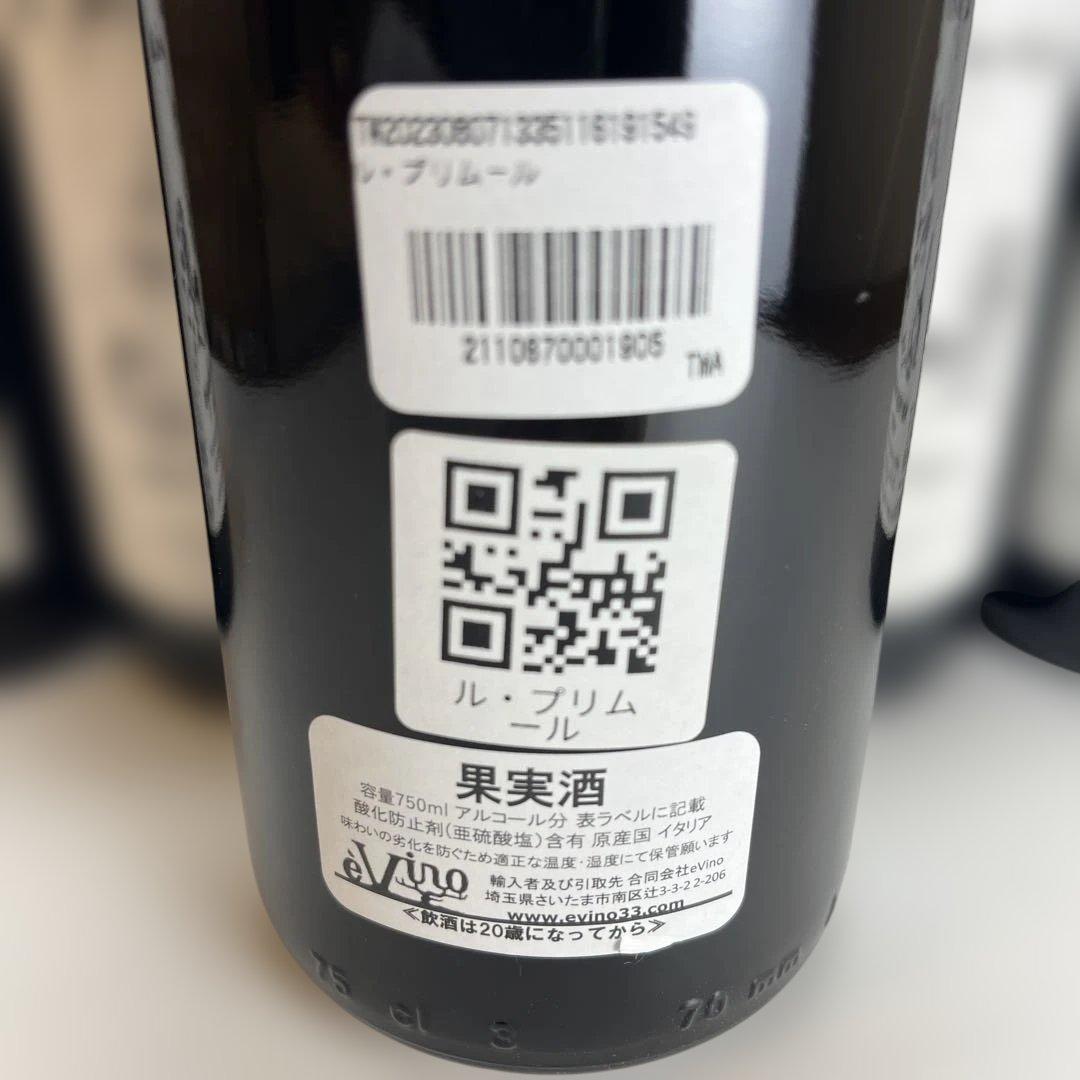 TW202308071335116191549
ル・プリムール
2110870001905
TWA
ル・プリム
ール
果実酒
容量750ml アルコール分 表ラベルに記載
酸化防止剤(亜硫酸塩)含有 原産国 イタリア
味わいの劣化を防ぐため適正な温度・湿度にて保管願います
èVino
輸入者及び引取先 合同会社eVino
埼玉県さいたま市南区辻3-3-2 2-206
www.evino33.com
≪飲酒は20歳になってから≫
75 cl 3 70 mm